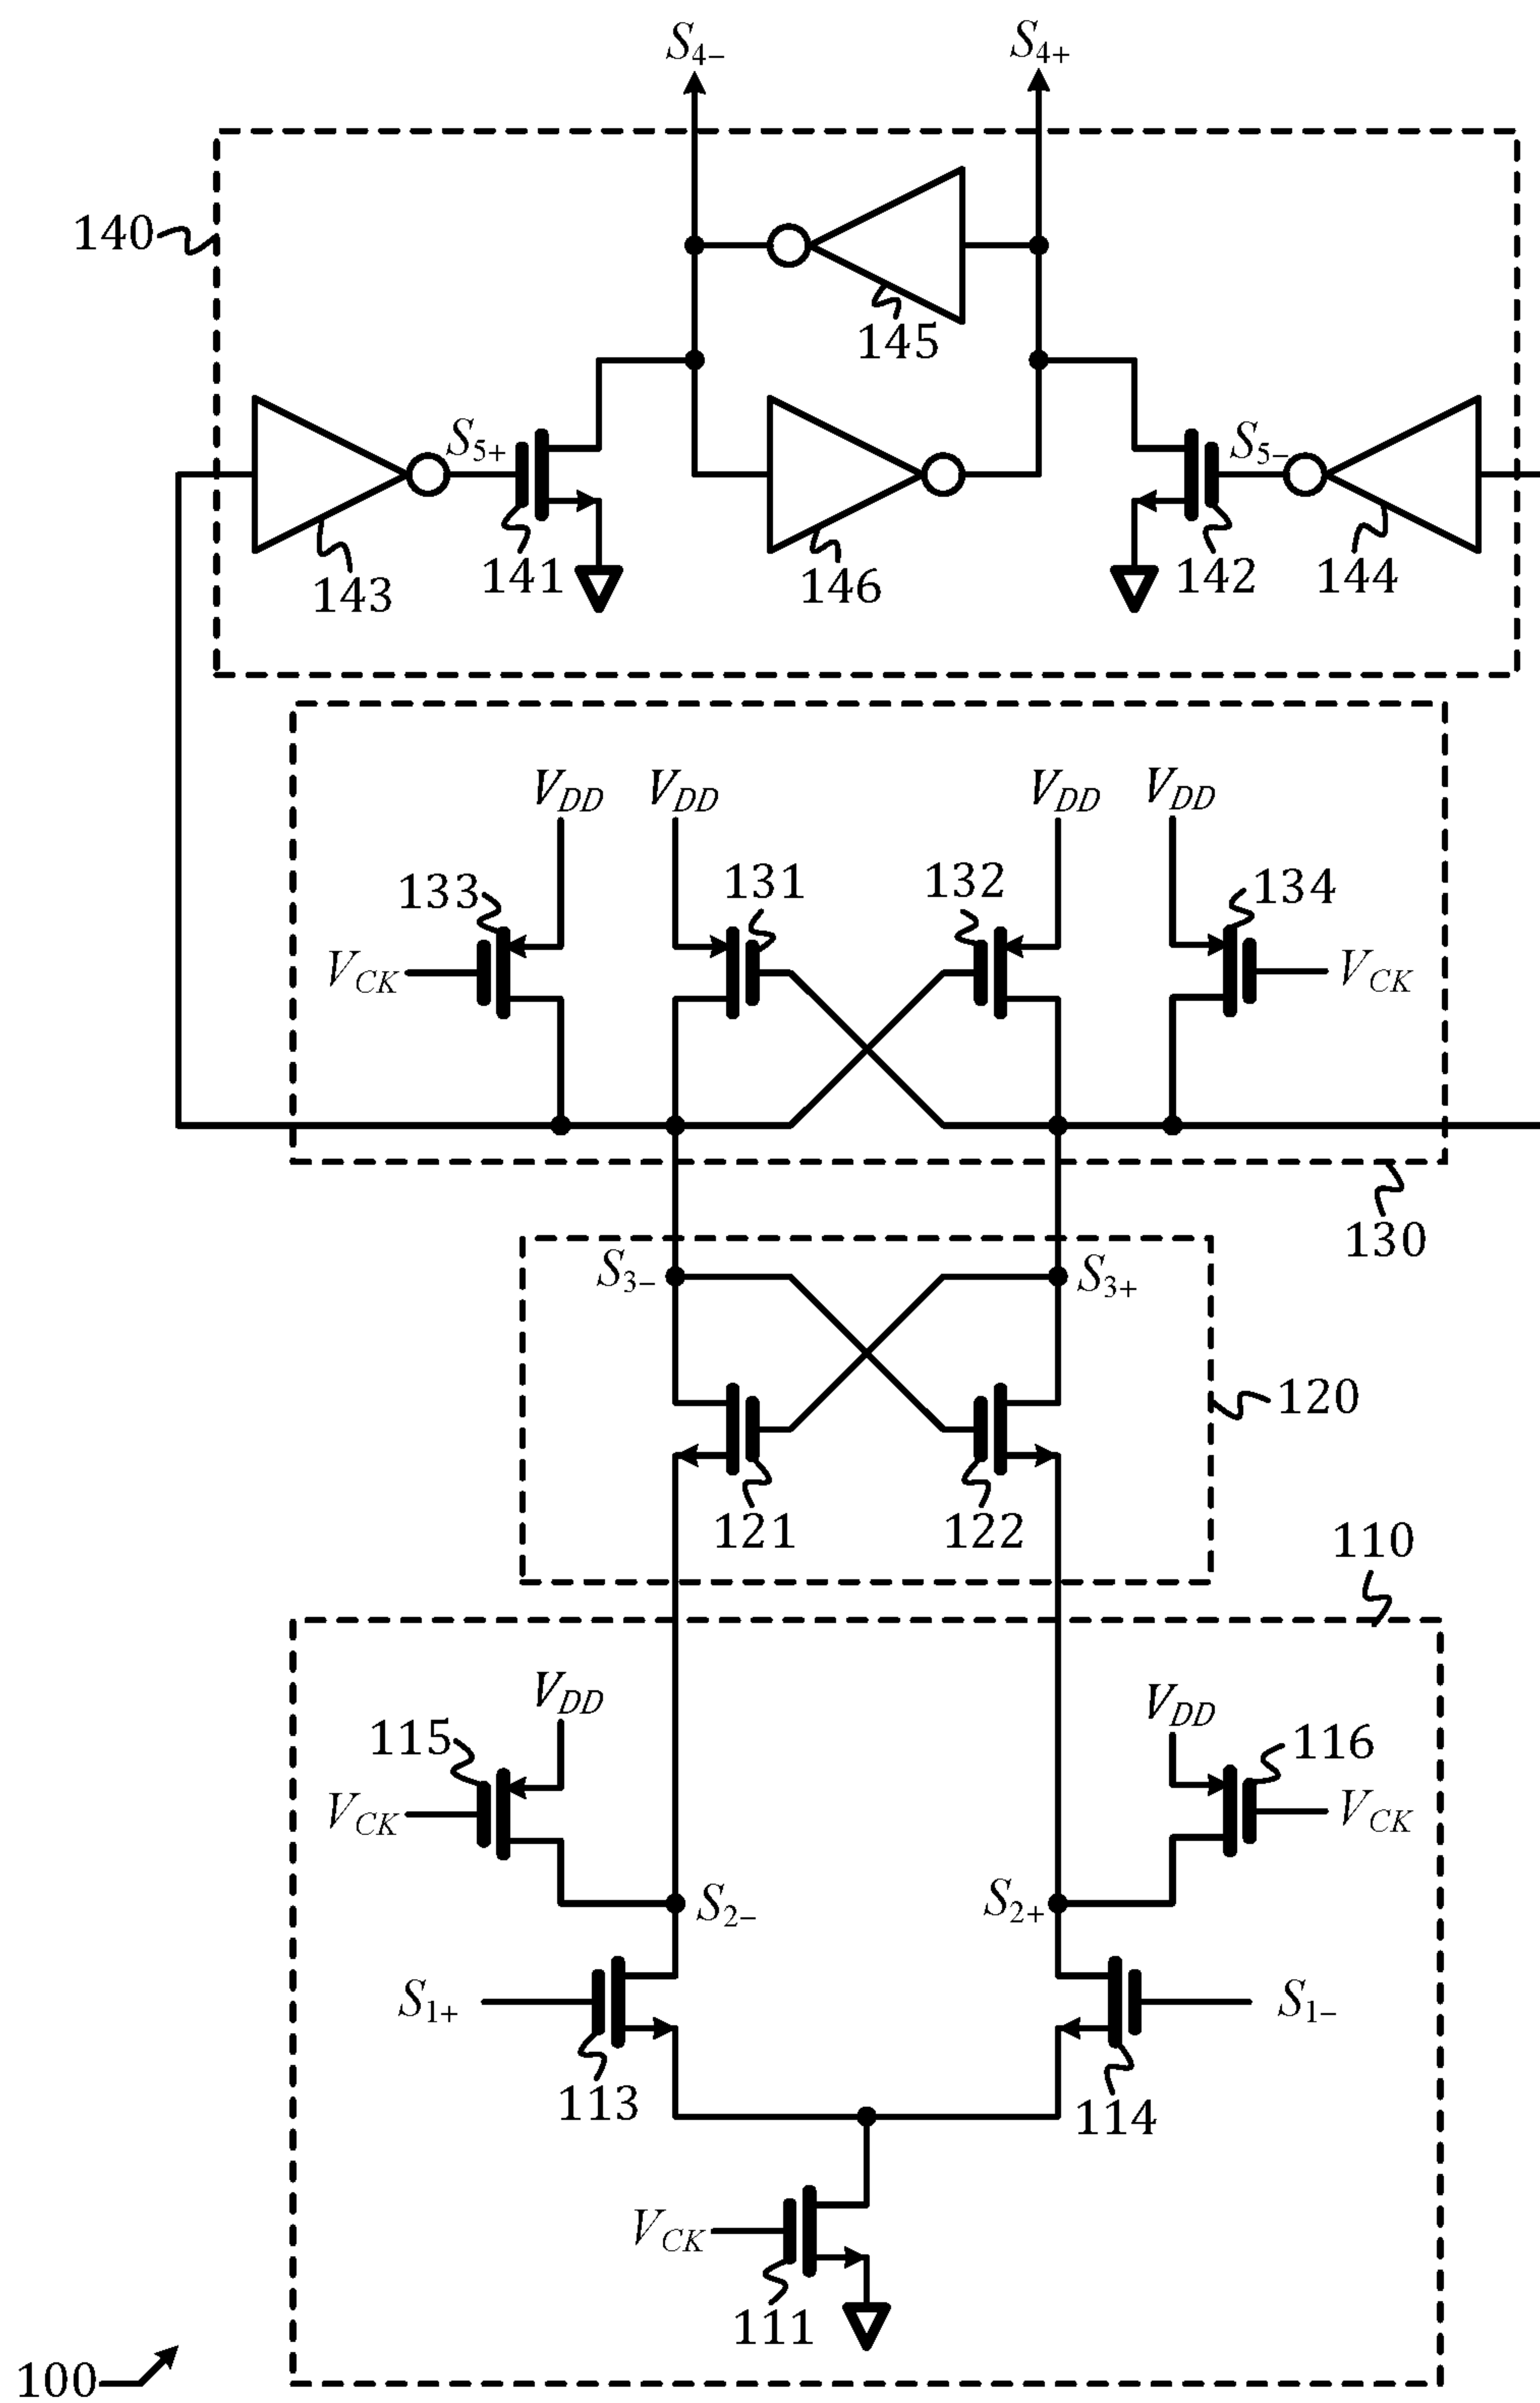 S4− S4+
140
145
S5+ S5−
143 141 146 142 144
VDD VDD VDD VDD
133 131 132 134
VCK VCK
130
S3− S3+
120
121 122
110
VDD VDD
115 116
VCK VCK
S2− S2+
S1+ S1−
113 114
VCK
111
100